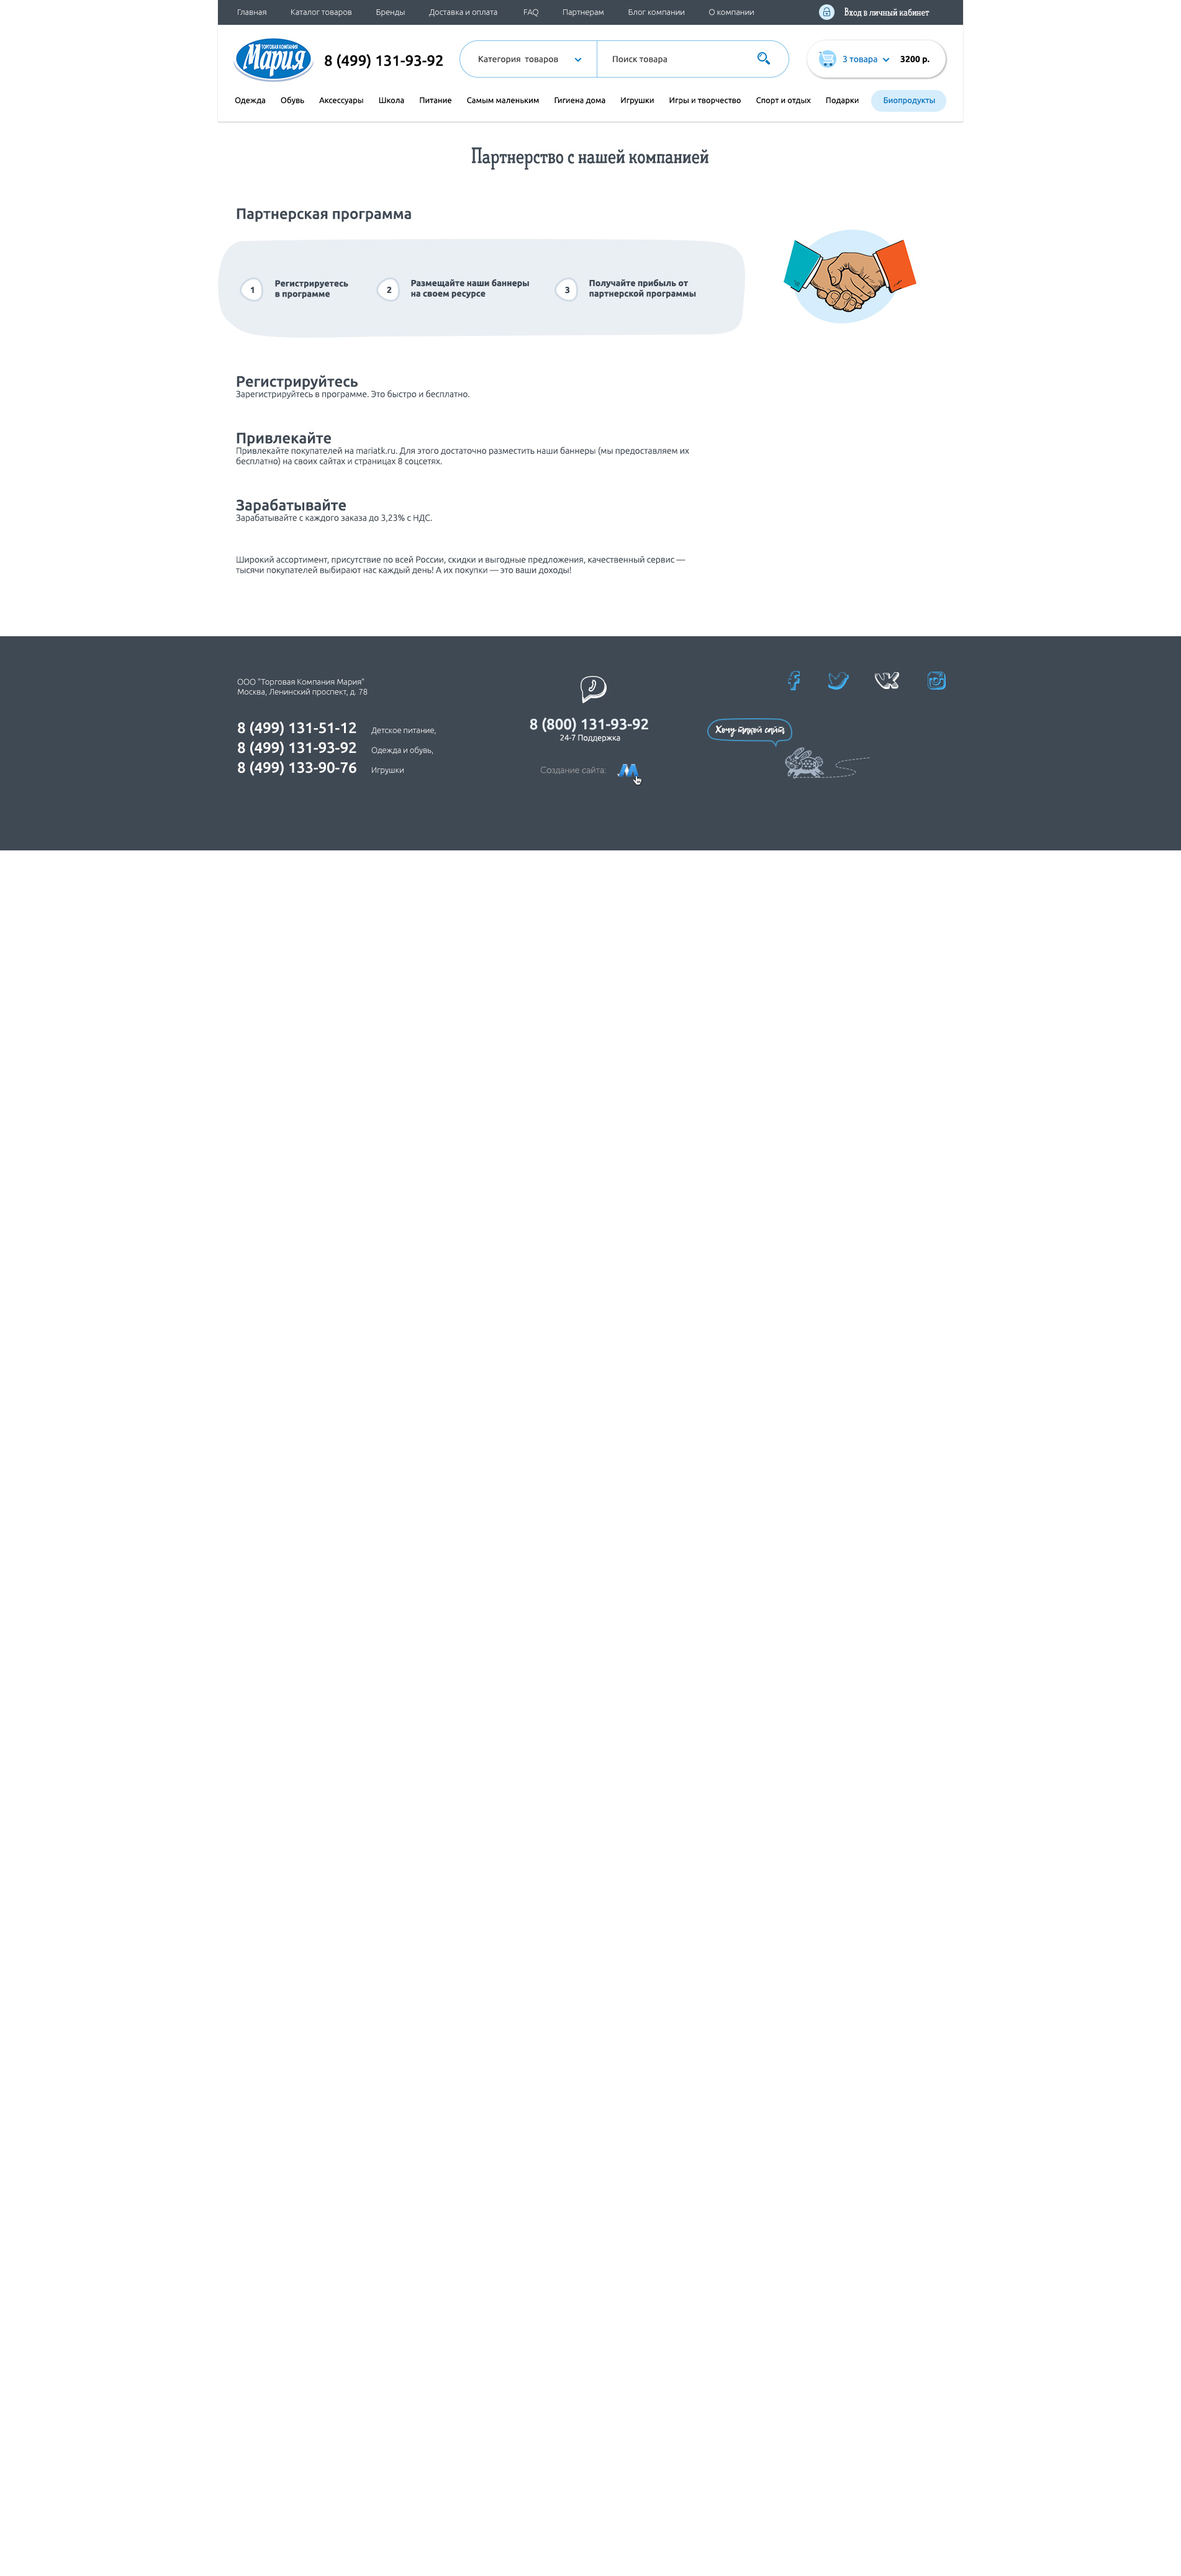 Главная Каталог товаров Бренды Доставка и оплата FAQ Партнерам Блог компании О компании Вход в личный кабинет
ТОРГОВАЯ КОМПАНИЯ
Мария
8 (499) 131-93-92
Категория товаров
Поиск товара
3 товара
3200 р.
Одежда Обувь Аксессуары Школа Питание Самым маленьким Гигиена дома Игрушки Игры и творчество Спорт и отдых Подарки Биопродукты
Партнерство с нашей компанией
Партнерская программа
1
Регистрируетесь
в программе
2
Размещайте наши баннеры
на своем ресурсе
3
Получайте прибыль от
партнерской программы
Регистрируйтесь
Зарегистрируйтесь в программе. Это быстро и бесплатно.
Привлекайте
Привлекайте покупателей на mariatk.ru. Для этого достаточно разместить наши баннеры (мы предоставляем их
бесплатно) на своих сайтах и страницах 8 соцсетях.
Зарабатывайте
Зарабатывайте с каждого заказа до 3,23% с НДС.
Широкий ассортимент, присутствие по всей России, скидки и выгодные предложения, качественный сервис —
тысячи покупателей выбирают нас каждый день! А их покупки — это ваши доходы!
ООО "Торговая Компания Мария"
Москва, Ленинский проспект, д. 78
8 (499) 131-51-12 Детское питание,
8 (499) 131-93-92 Одежда и обувь,
8 (499) 133-90-76 Игрушки
8 (800) 131-93-92
24-7 Поддержка
Создание сайта:
Хочу такой сайт